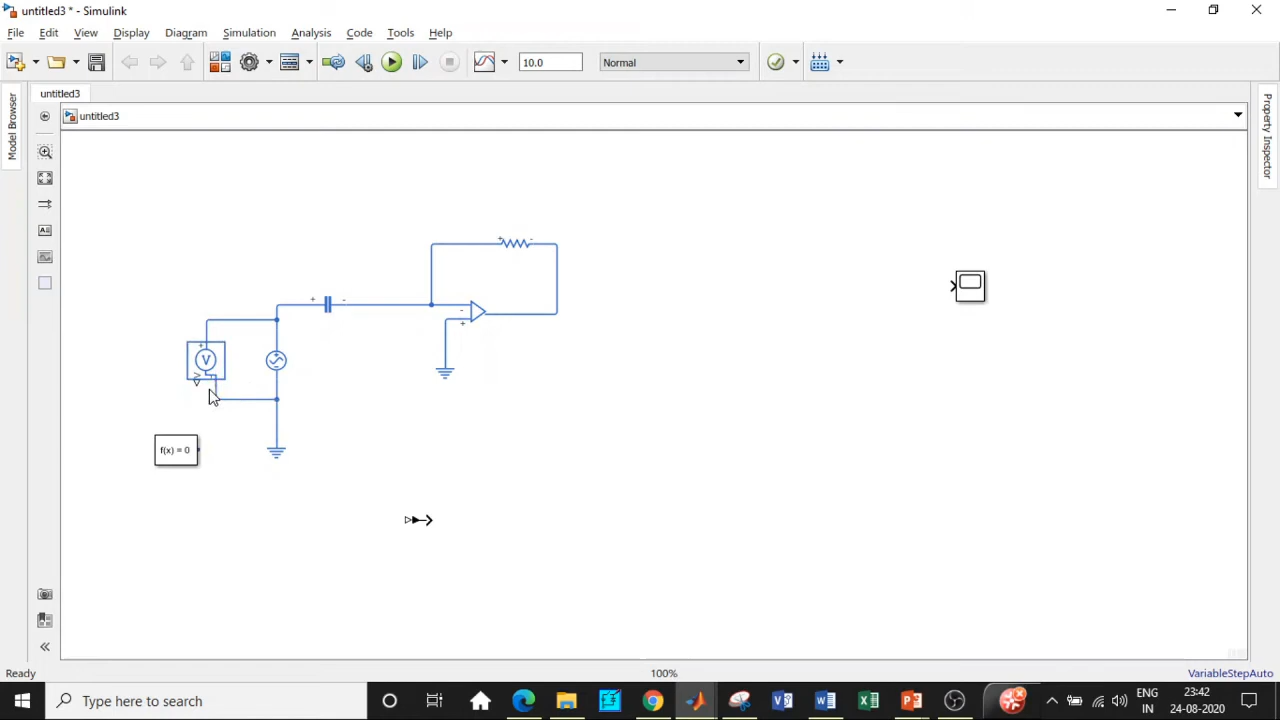 untitled3 * - Simulink
File Edit View Display Diagram Simulation Analysis Code Tools Help
10.0 Normal
untitled3
untitled3
Model Browser
Property Inspector
+ -
+ -
-
+
+
V
+
V
f(x) = 0
Ready 100% VariableStepAuto
Type here to search
ENG 23:42
IN 24-08-2020